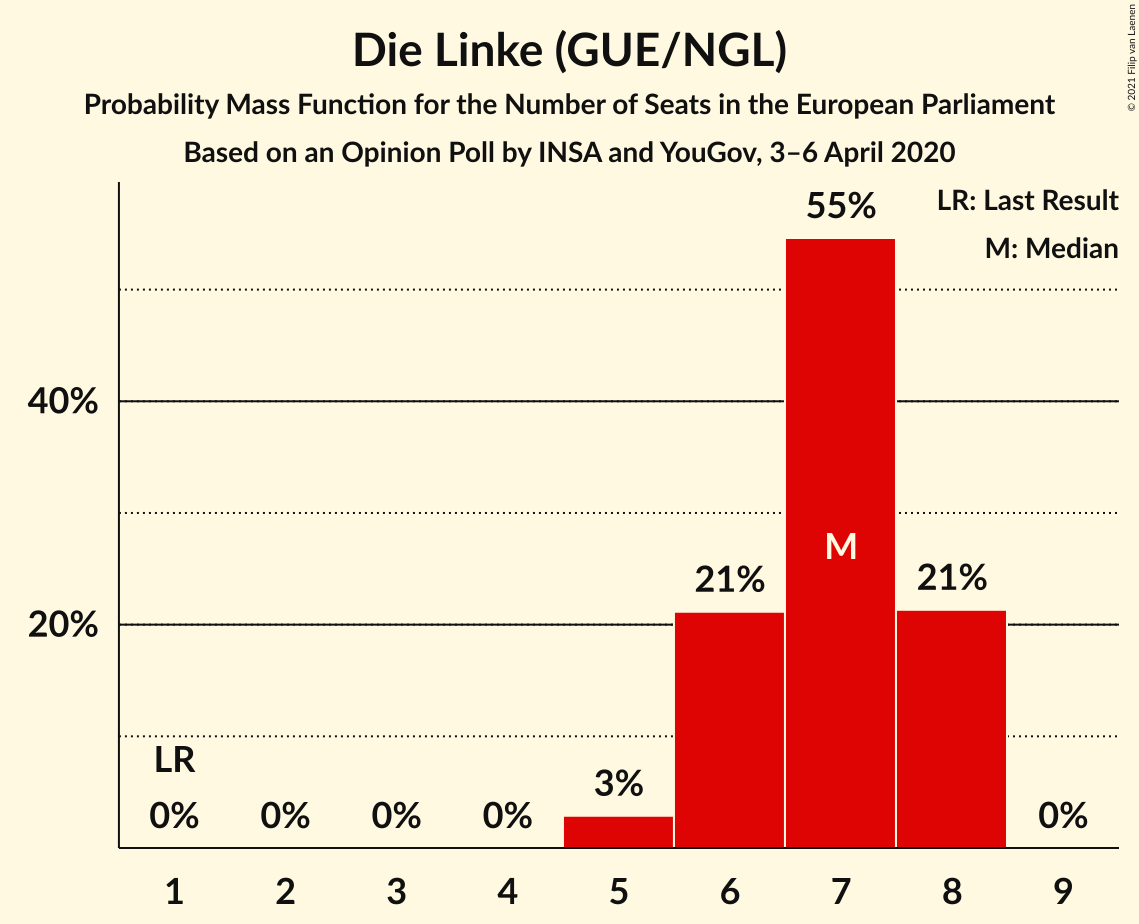 Die Linke (GUE/NGL)
Probability Mass Function for the Number of Seats in the European Parliament
Based on an Opinion Poll by INSA and YouGov, 3–6 April 2020
© 2021 Filip van Laenen
LR: Last Result
M: Median
55%
40%
M
21%
21%
20%
LR
3%
0%
0%
0%
0%
0%
1 2 3 4 5 6 7 8 9